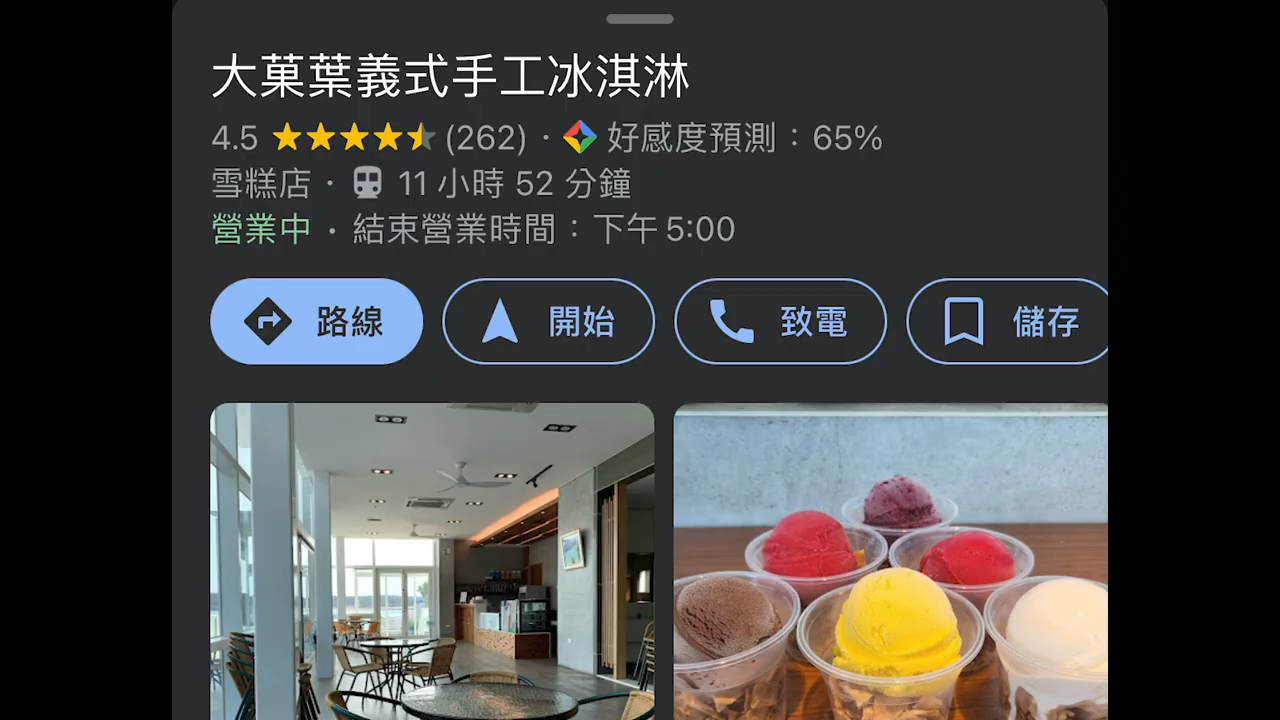 大菓葉義式手工冰淇淋
4.5 (262) · 好感度預測：65%
雪糕店 · 11 小時 52 分鐘
營業中 · 結束營業時間：下午 5:00
路線 開始 致電 儲存